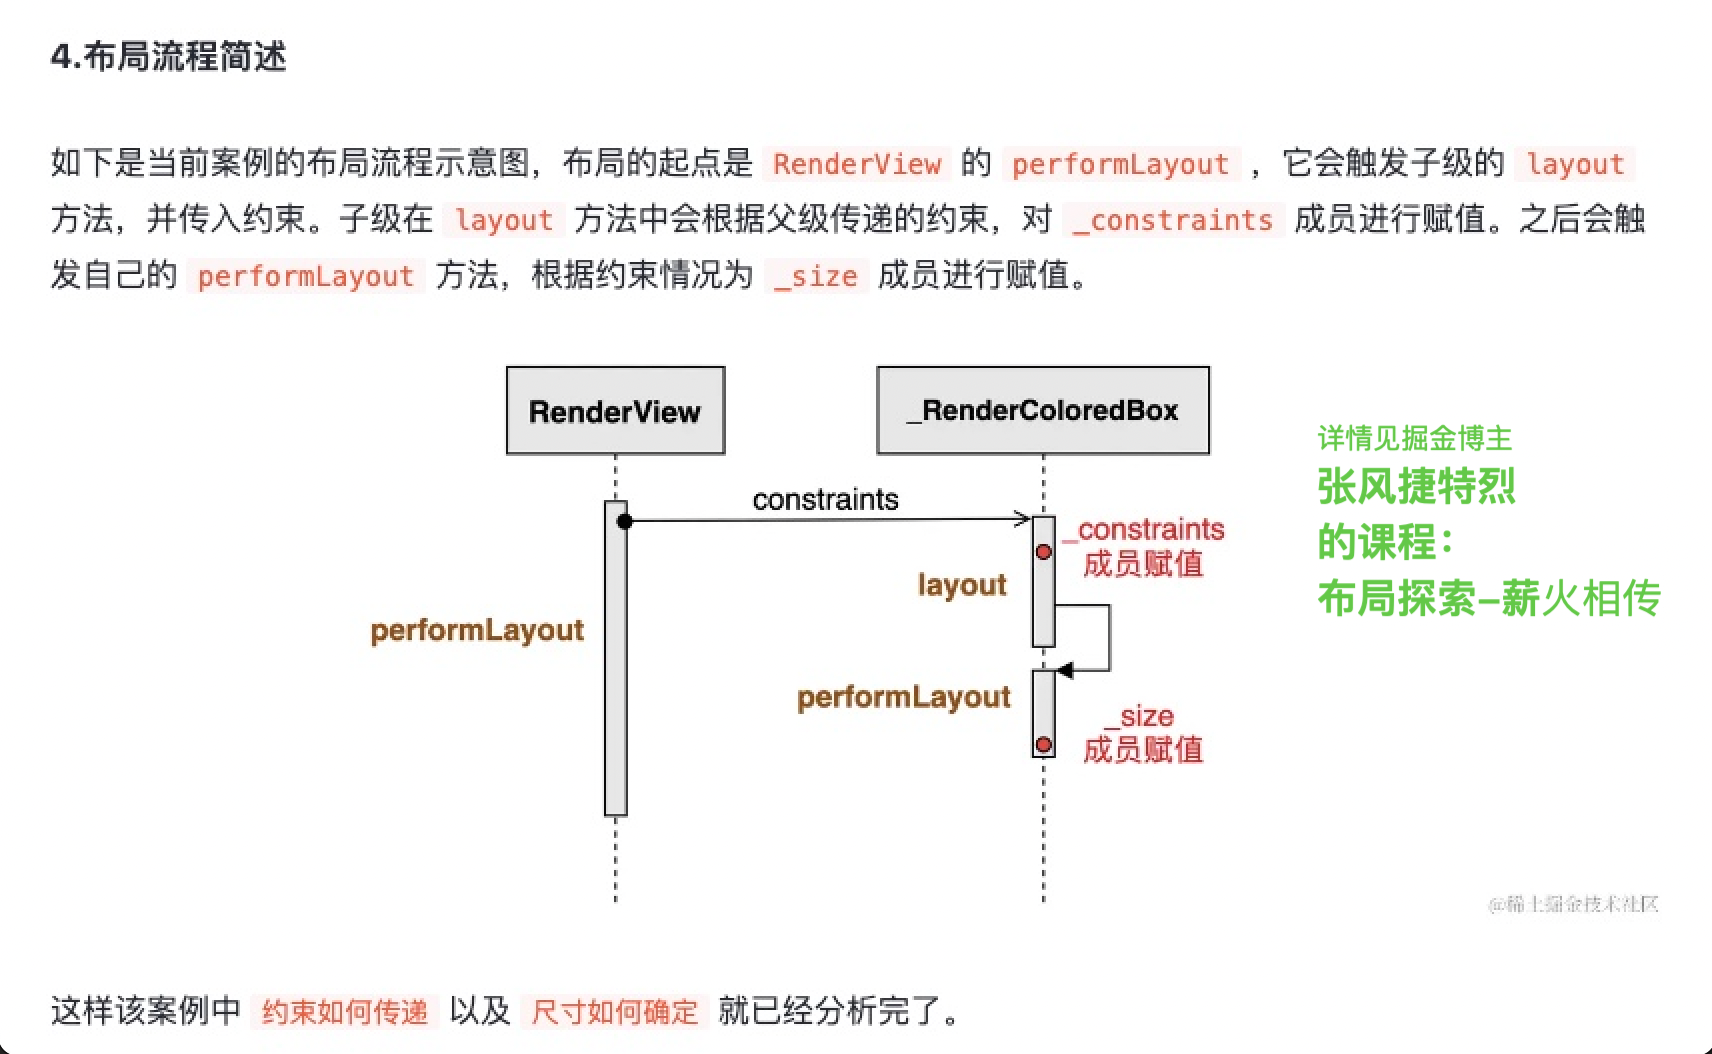 4.布局流程简述
如下是当前案例的布局流程示意图，布局的起点是 RenderView 的 performLayout ，它会触发子级的 layout
方法，并传入约束。子级在 layout 方法中会根据父级传递的约束，对 _constraints 成员进行赋值。之后会触
发自己的 performLayout 方法，根据约束情况为 _size 成员进行赋值。
RenderView
_RenderColoredBox
constraints
_constraints
成员赋值
layout
performLayout
performLayout
_size
成员赋值
详情见掘金博主
张风捷特烈
的课程：
布局探索-薪火相传
@稀土掘金技术社区
这样该案例中 约束如何传递 以及 尺寸如何确定 就已经分析完了。